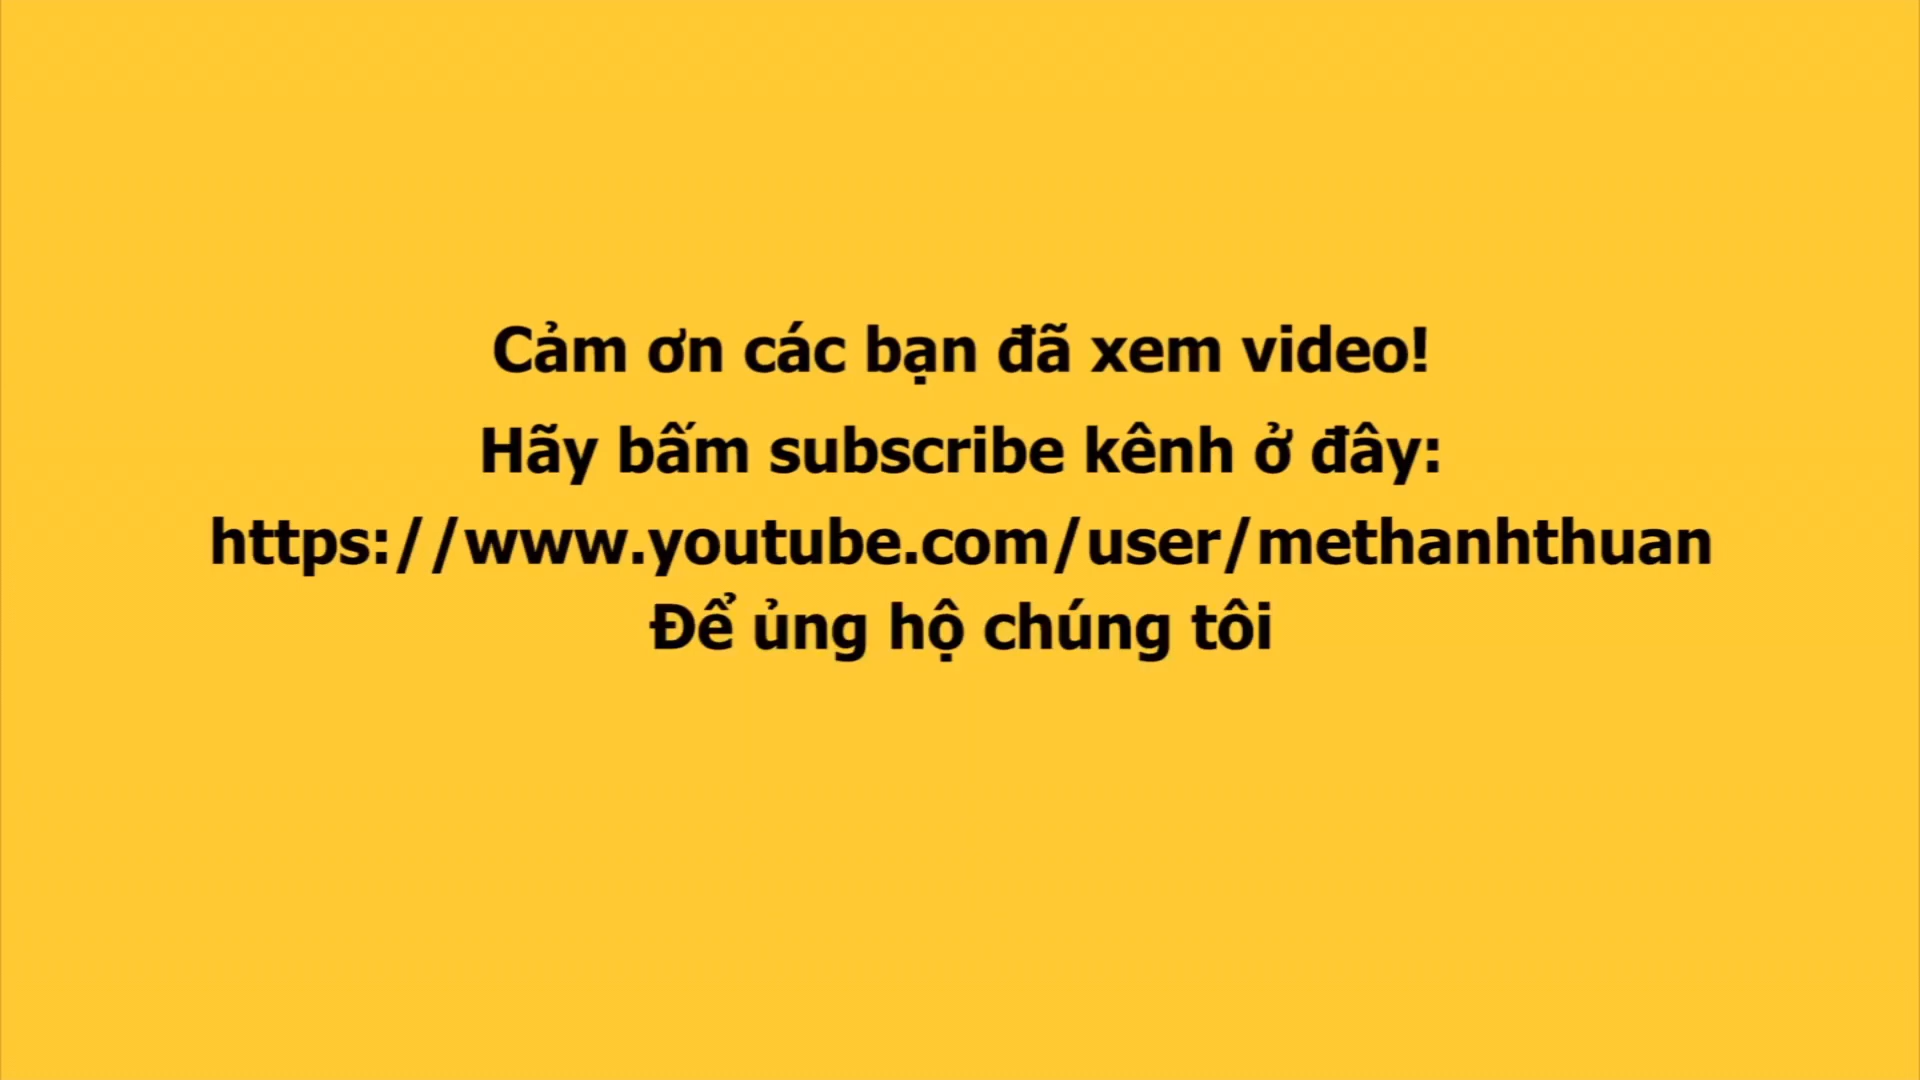 Cảm ơn các bạn đã xem video!
Hãy bấm subscribe kênh ở đây:
https://www.youtube.com/user/methanhthuan
Để ủng hộ chúng tôi